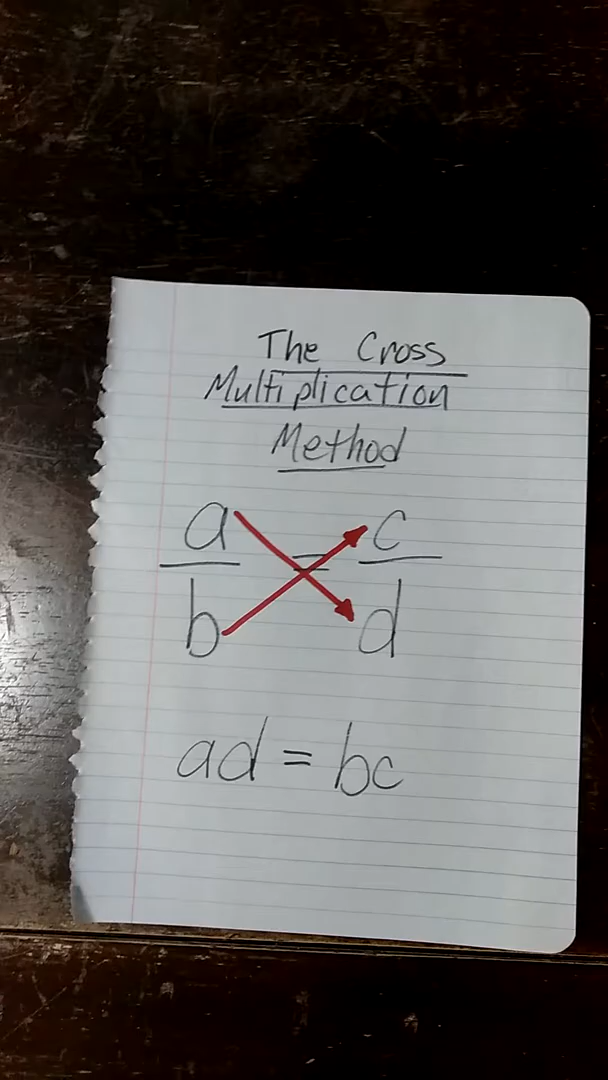 The Cross
Multiplication
Method
a = c
b d
ad = bc